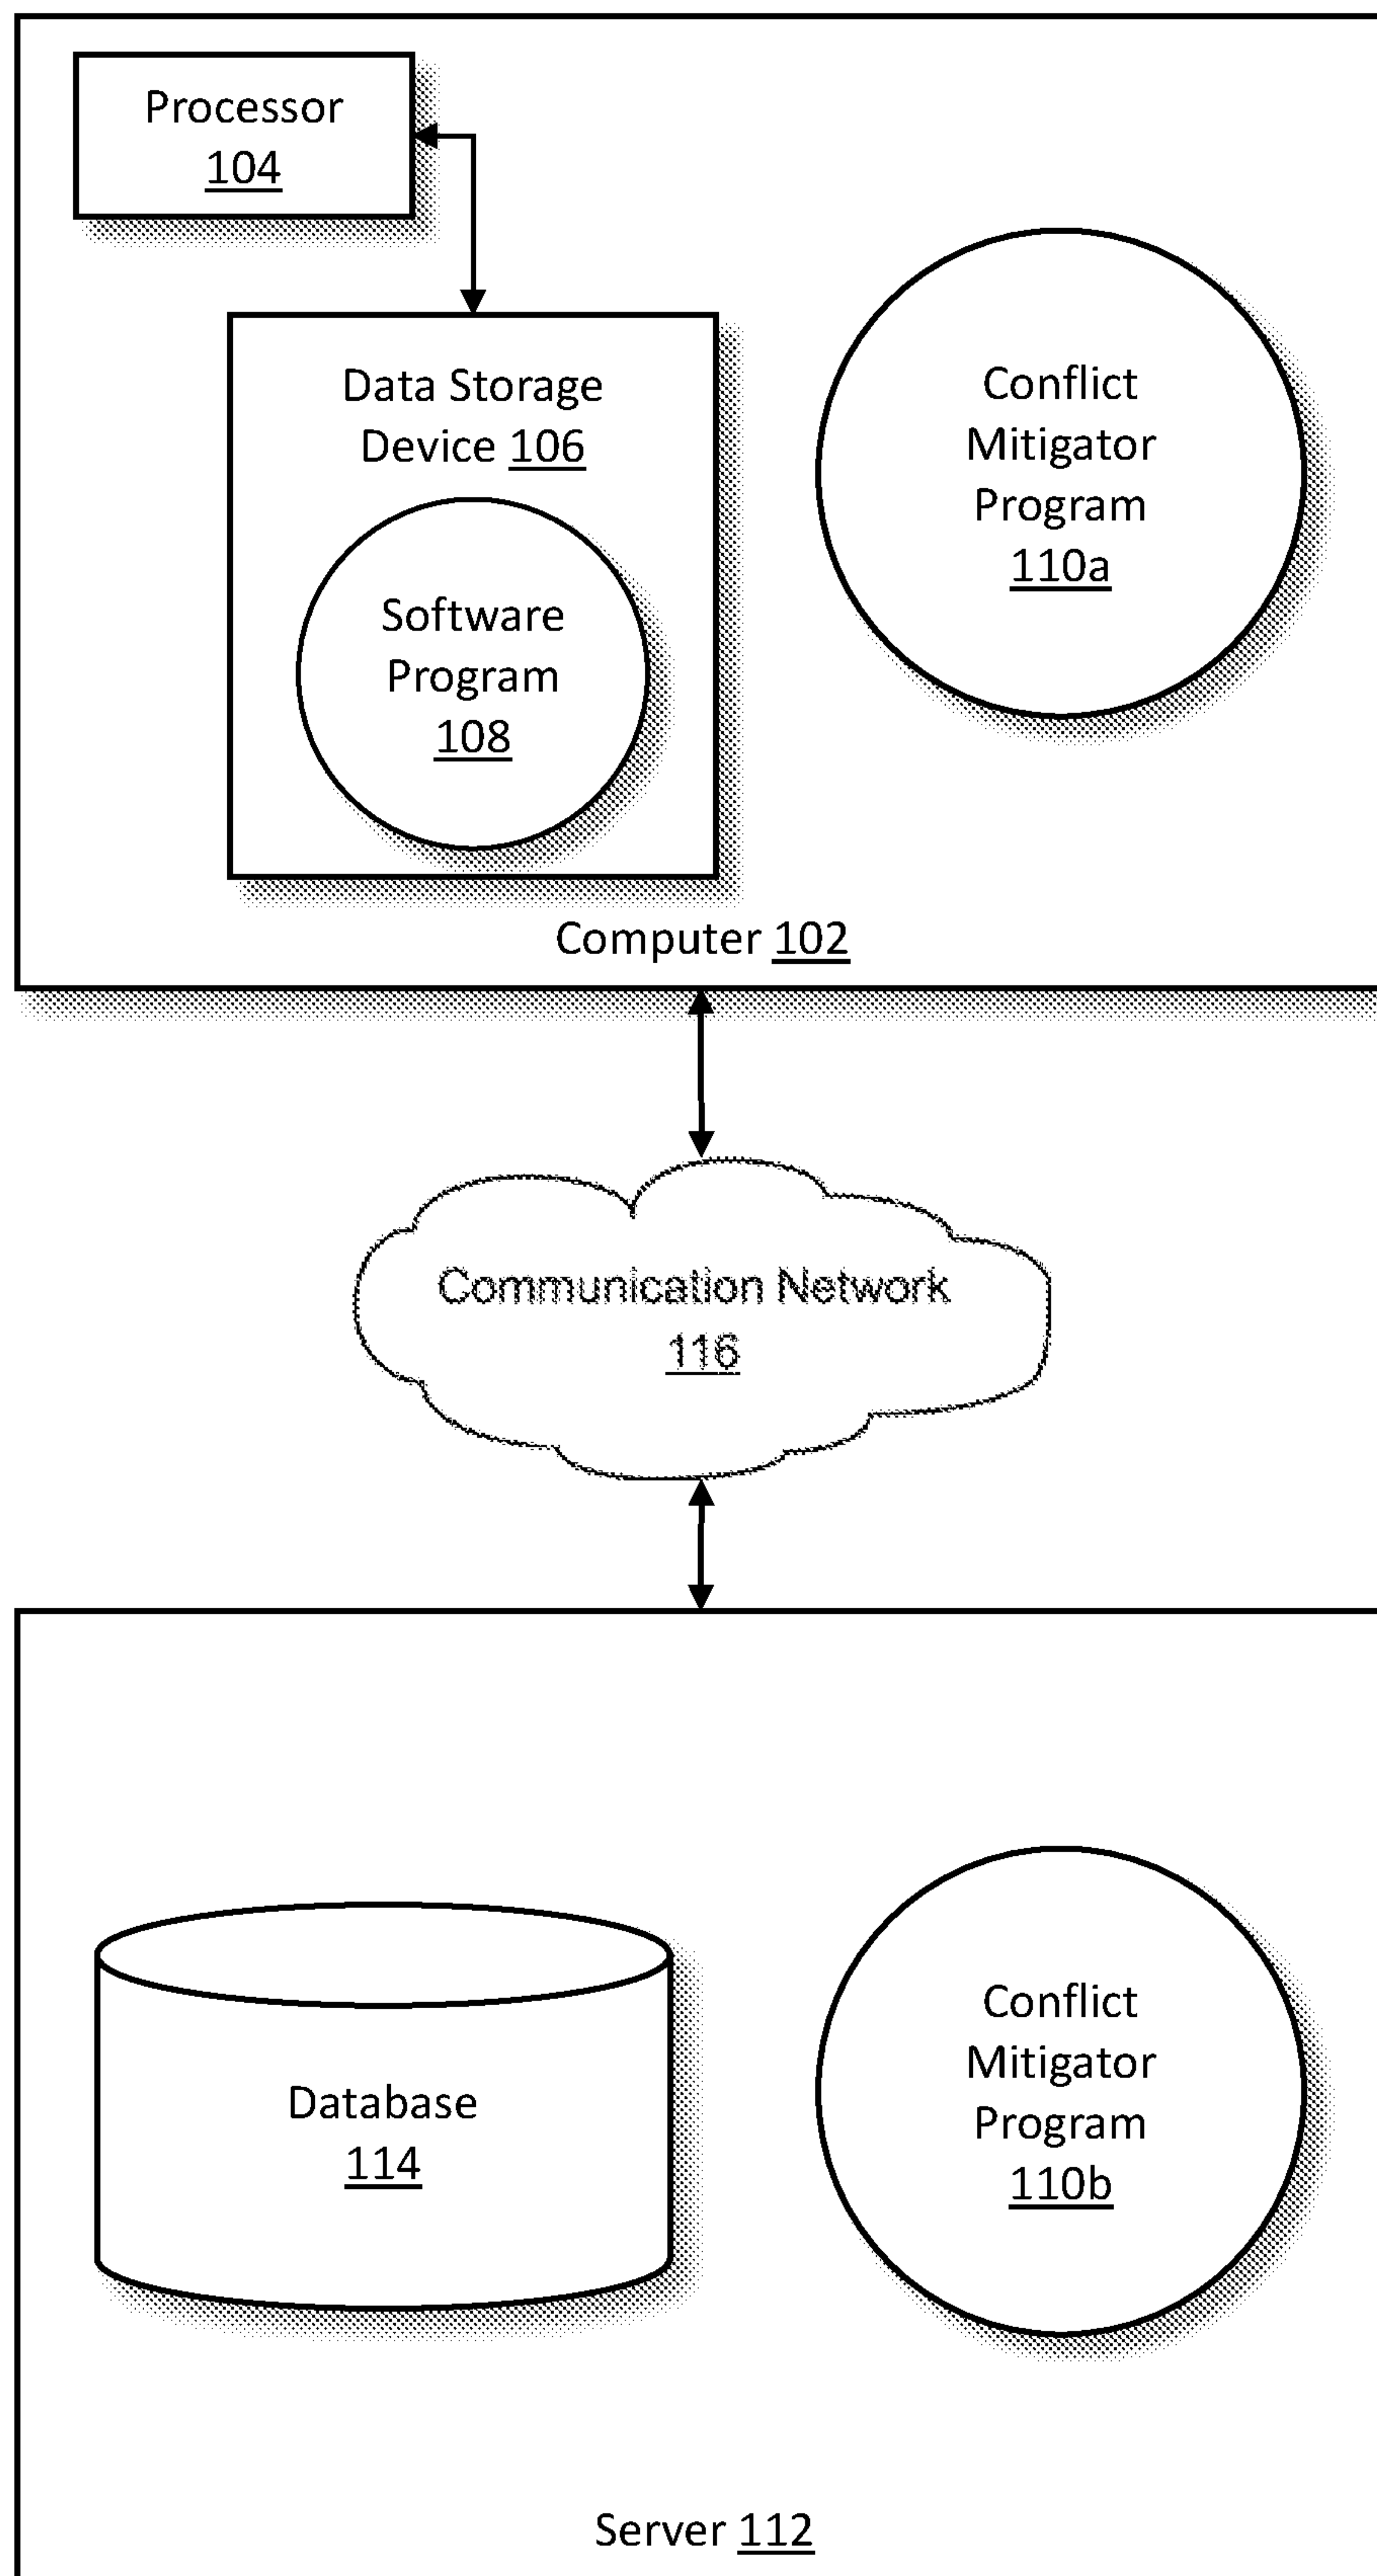 Processor
104
Data Storage
Device 106
Software
Program
108
Conflict
Mitigator
Program
110a
Computer 102
Communication Network
116
Database
114
Conflict
Mitigator
Program
110b
Server 112